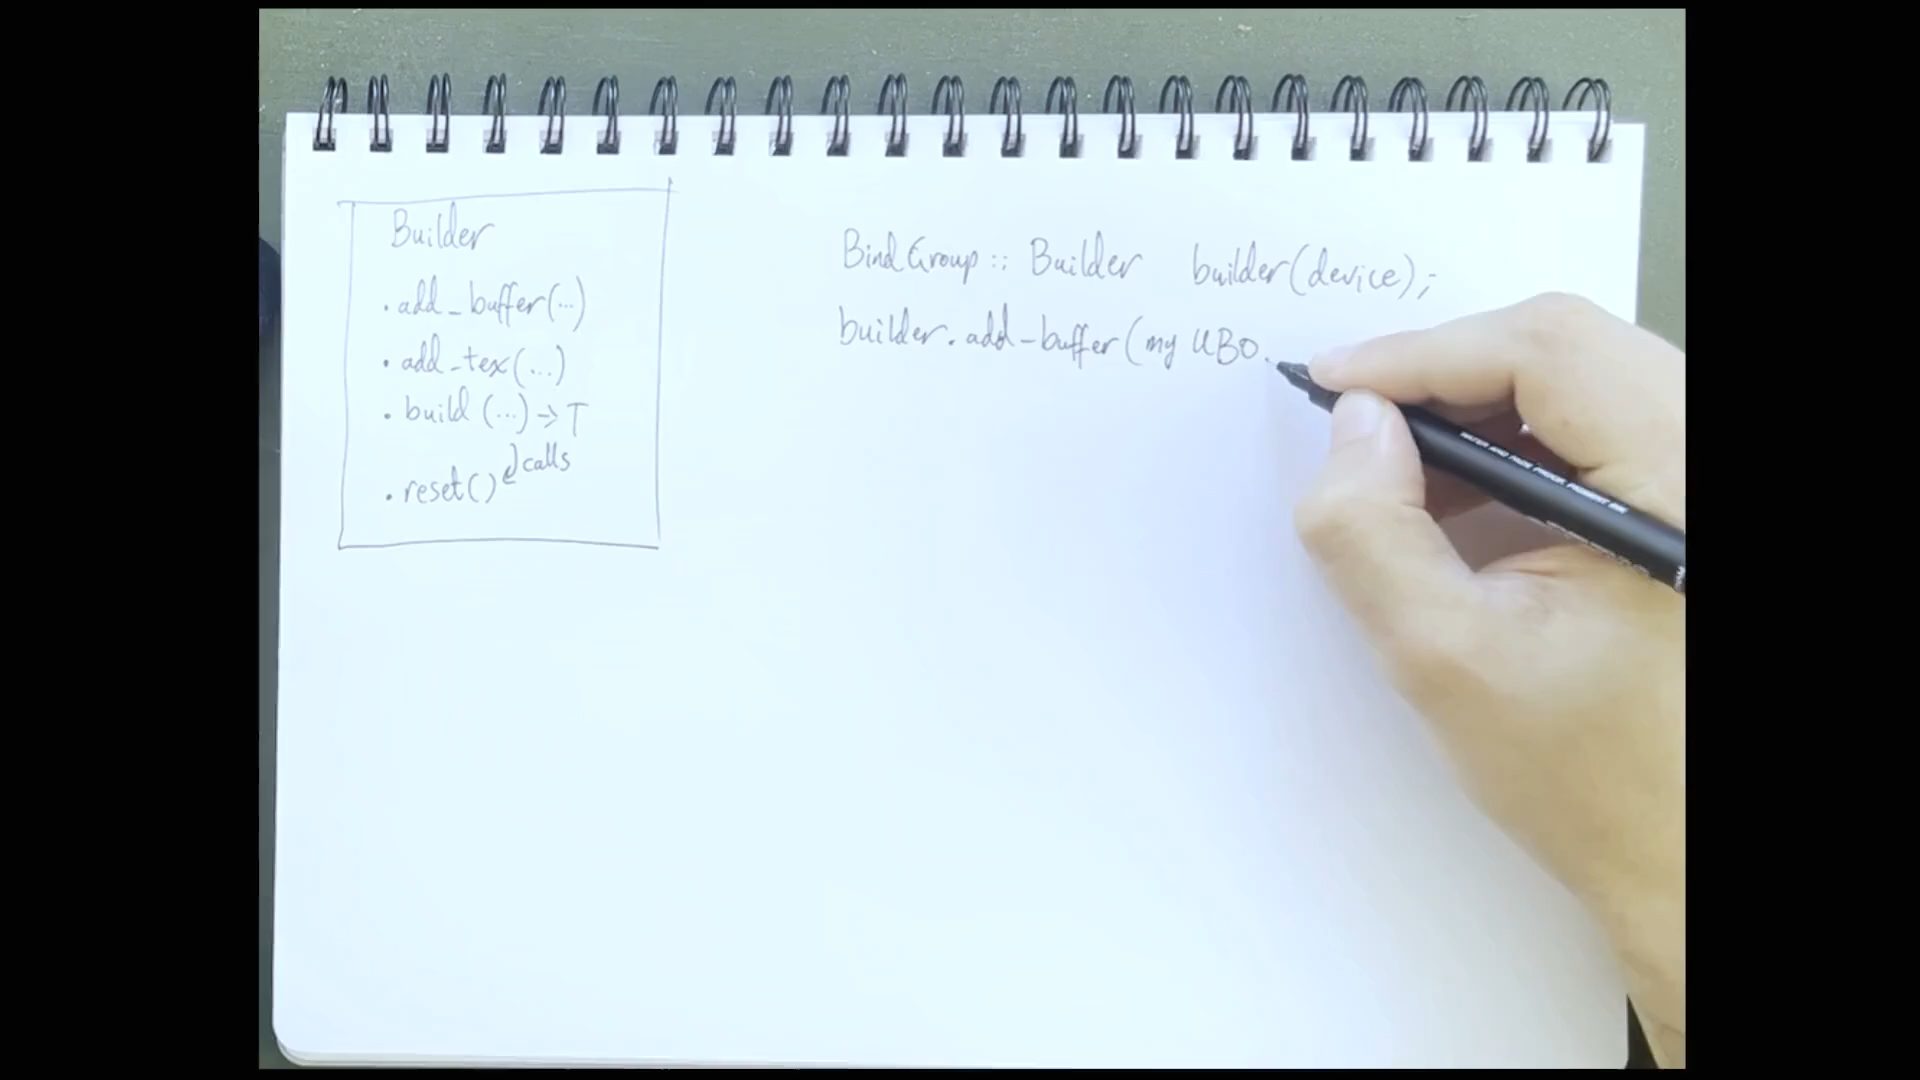 Builder
• add_buffer(...)
• add_tex(...)
• build (...) → T
calls
• reset()
BindGroup :: Builder builder(device);
builder.add_buffer(my UBO.